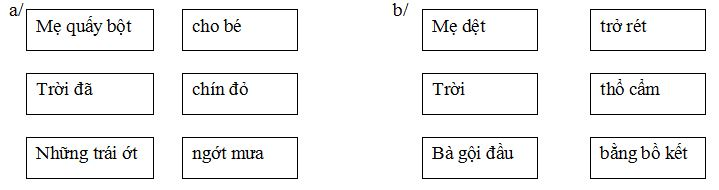 a/ Mẹ quấy bột cho bé b/ Mẹ dệt trở rét
Trời đã chín đỏ Trời thổ cẩm
Những trái ớt ngớt mưa Bà gội đầu bằng bồ kết